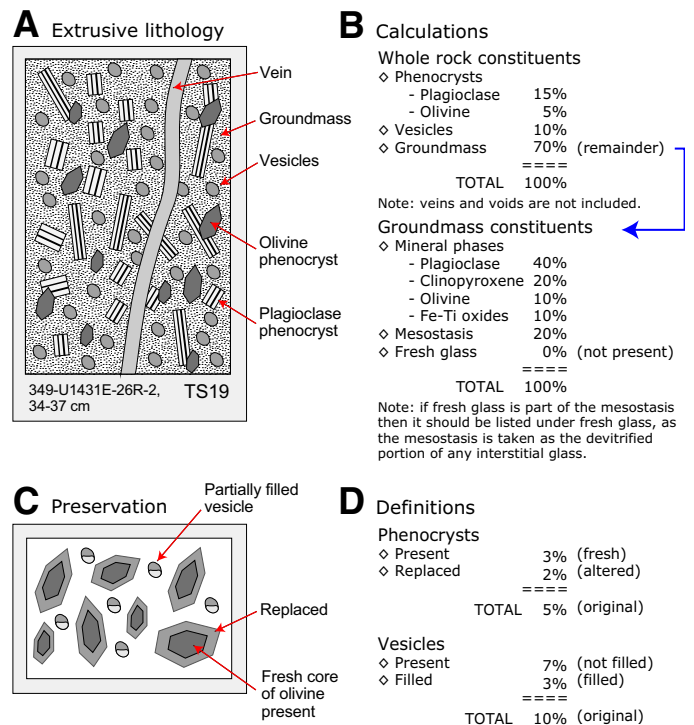 A Extrusive lithology
Vein
Groundmass
Vesicles
Olivine
phenocryst
Plagioclase
phenocryst
349-U1431E-26R-2,
34-37 cm
TS19
B Calculations
Whole rock constituents
◇ Phenocrysts
- Plagioclase 15%
- Olivine 5%
◇ Vesicles 10%
◇ Groundmass 70% (remainder)
====
TOTAL 100%
Note: veins and voids are not included.
Groundmass constituents
◇ Mineral phases
- Plagioclase 40%
- Clinopyroxene 20%
- Olivine 10%
- Fe-Ti oxides 10%
◇ Mesostasis 20%
◇ Fresh glass 0% (not present)
====
TOTAL 100%
Note: if fresh glass is part of the mesostasis
then it should be listed under fresh glass, as
the mesostasis is taken as the devitrified
portion of any interstitial glass.
C Preservation
Partially filled
vesicle
Replaced
Fresh core
of olivine
present
D Definitions
Phenocrysts
◇ Present 3% (fresh)
◇ Replaced 2% (altered)
====
TOTAL 5% (original)
Vesicles
◇ Present 7% (not filled)
◇ Filled 3% (filled)
====
TOTAL 10% (original)